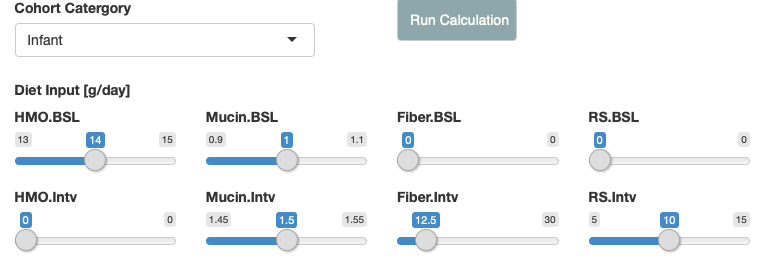 Cohort Catergory
Run Calculation
Infant
Diet Input [g/day]
HMO.BSL Mucin.BSL Fiber.BSL RS.BSL
13 14 15 0.9 1 1.1 0 0 0 0
HMO.Intv Mucin.Intv Fiber.Intv RS.Intv
0 0 1.45 1.5 1.55 12.5 30 5 10 15